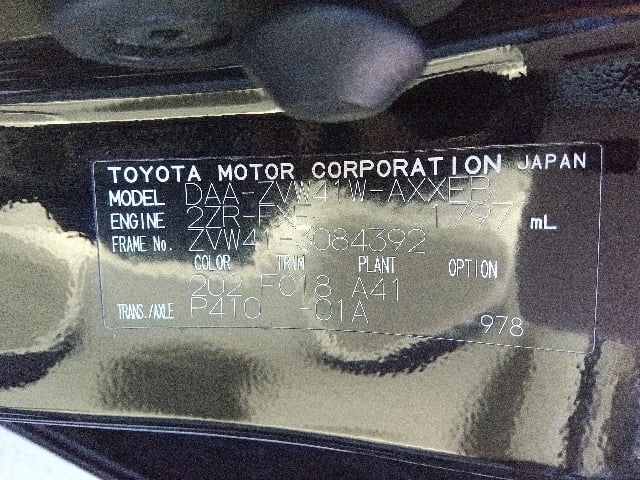 TOYOTA MOTOR CORPORATION JAPAN
MODEL DAA-ZVW41W-AXXEB
ENGINE 2ZR-FXE 1797 mL
FRAME No. ZVW41-3084392
COLOR TRIM PLANT OPTION
202 FC18 A41
TRANS./AXLE P410 -01A
978